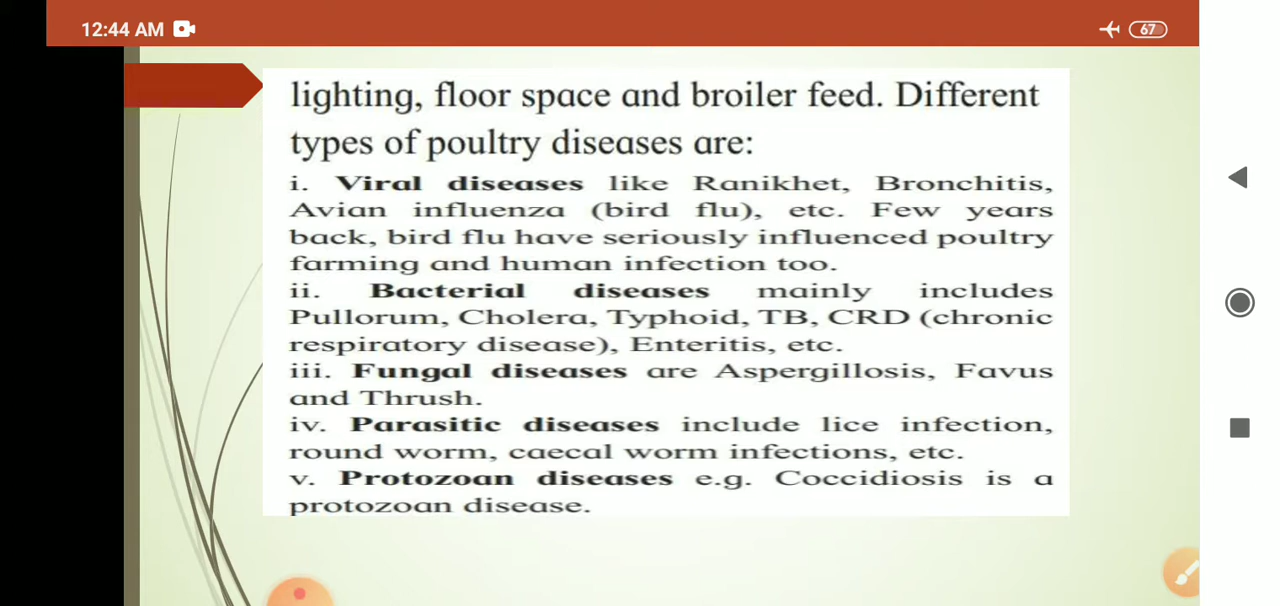 12:44 AM
67
lighting, floor space and broiler feed. Different
types of poultry diseases are:
i. Viral diseases like Ranikhet, Bronchitis,
Avian influenza (bird flu), etc. Few years
back, bird flu have seriously influenced poultry
farming and human infection too.
ii. Bacterial diseases mainly includes
Pullorum, Cholera, Typhoid, TB, CRD (chronic
respiratory disease), Enteritis, etc.
iii. Fungal diseases are Aspergillosis, Favus
and Thrush.
iv. Parasitic diseases include lice infection,
round worm, caecal worm infections, etc.
v. Protozoan diseases e.g. Coccidiosis is a
protozoan disease.